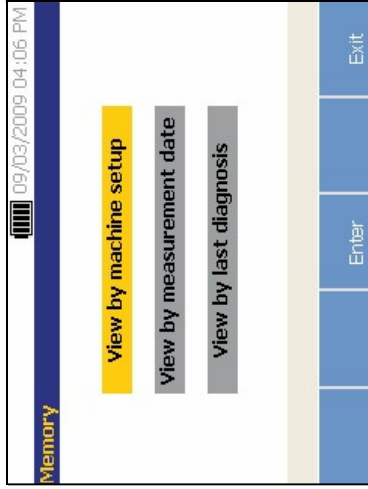 09/03/2009 04:06 PM
Memory
View by machine setup
View by measurement date
View by last diagnosis
Enter
Exit